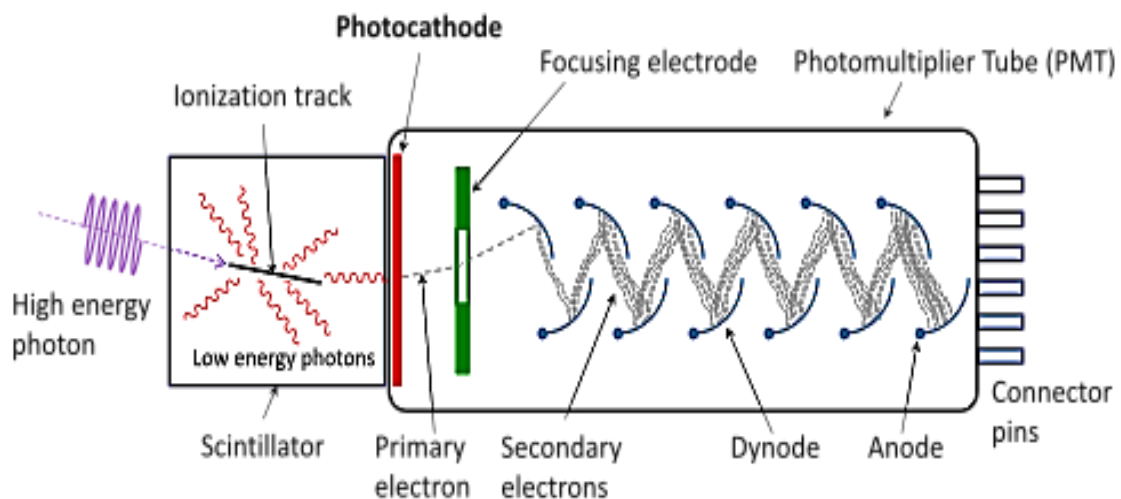 Photocathode
Focusing electrode
Photomultiplier Tube (PMT)
Ionization track
High energy
photon
Low energy photons
Scintillator
Primary
electron
Secondary
electrons
Dynode
Anode
Connector
pins